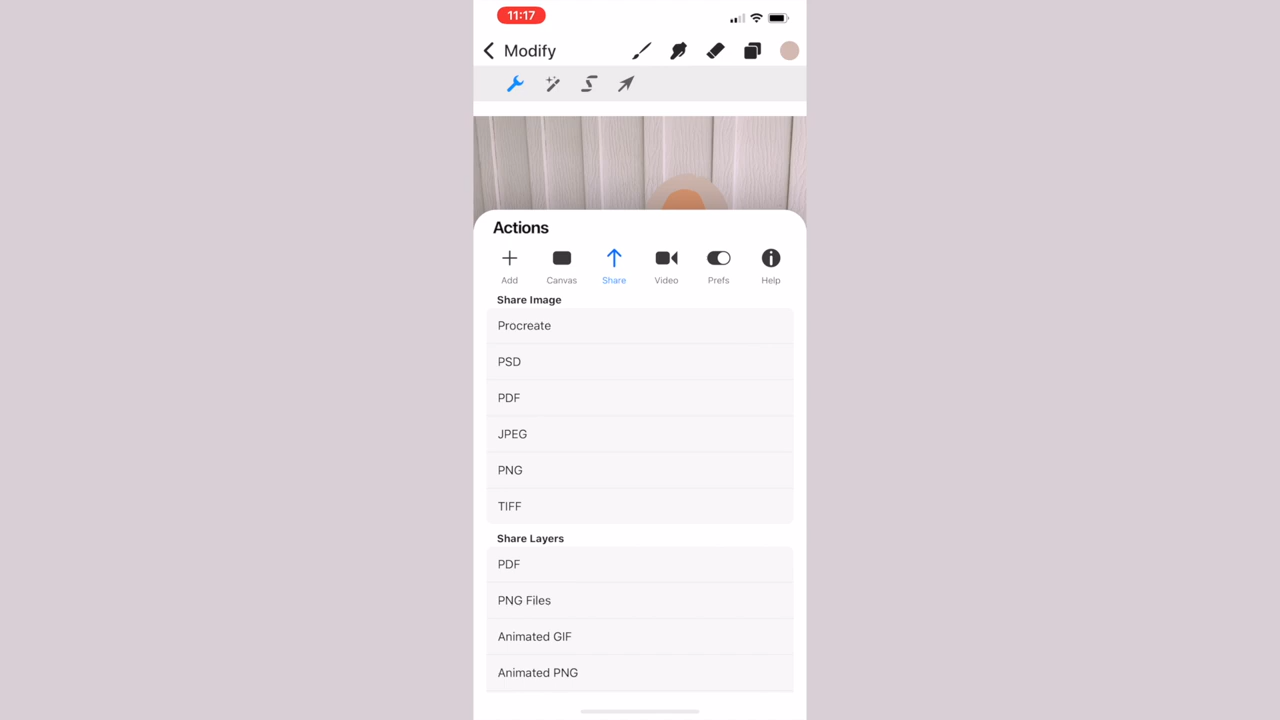 11:17
Modify
Actions
Add Canvas Share Video Prefs Help
Share Image
Procreate
PSD
PDF
JPEG
PNG
TIFF
Share Layers
PDF
PNG Files
Animated GIF
Animated PNG